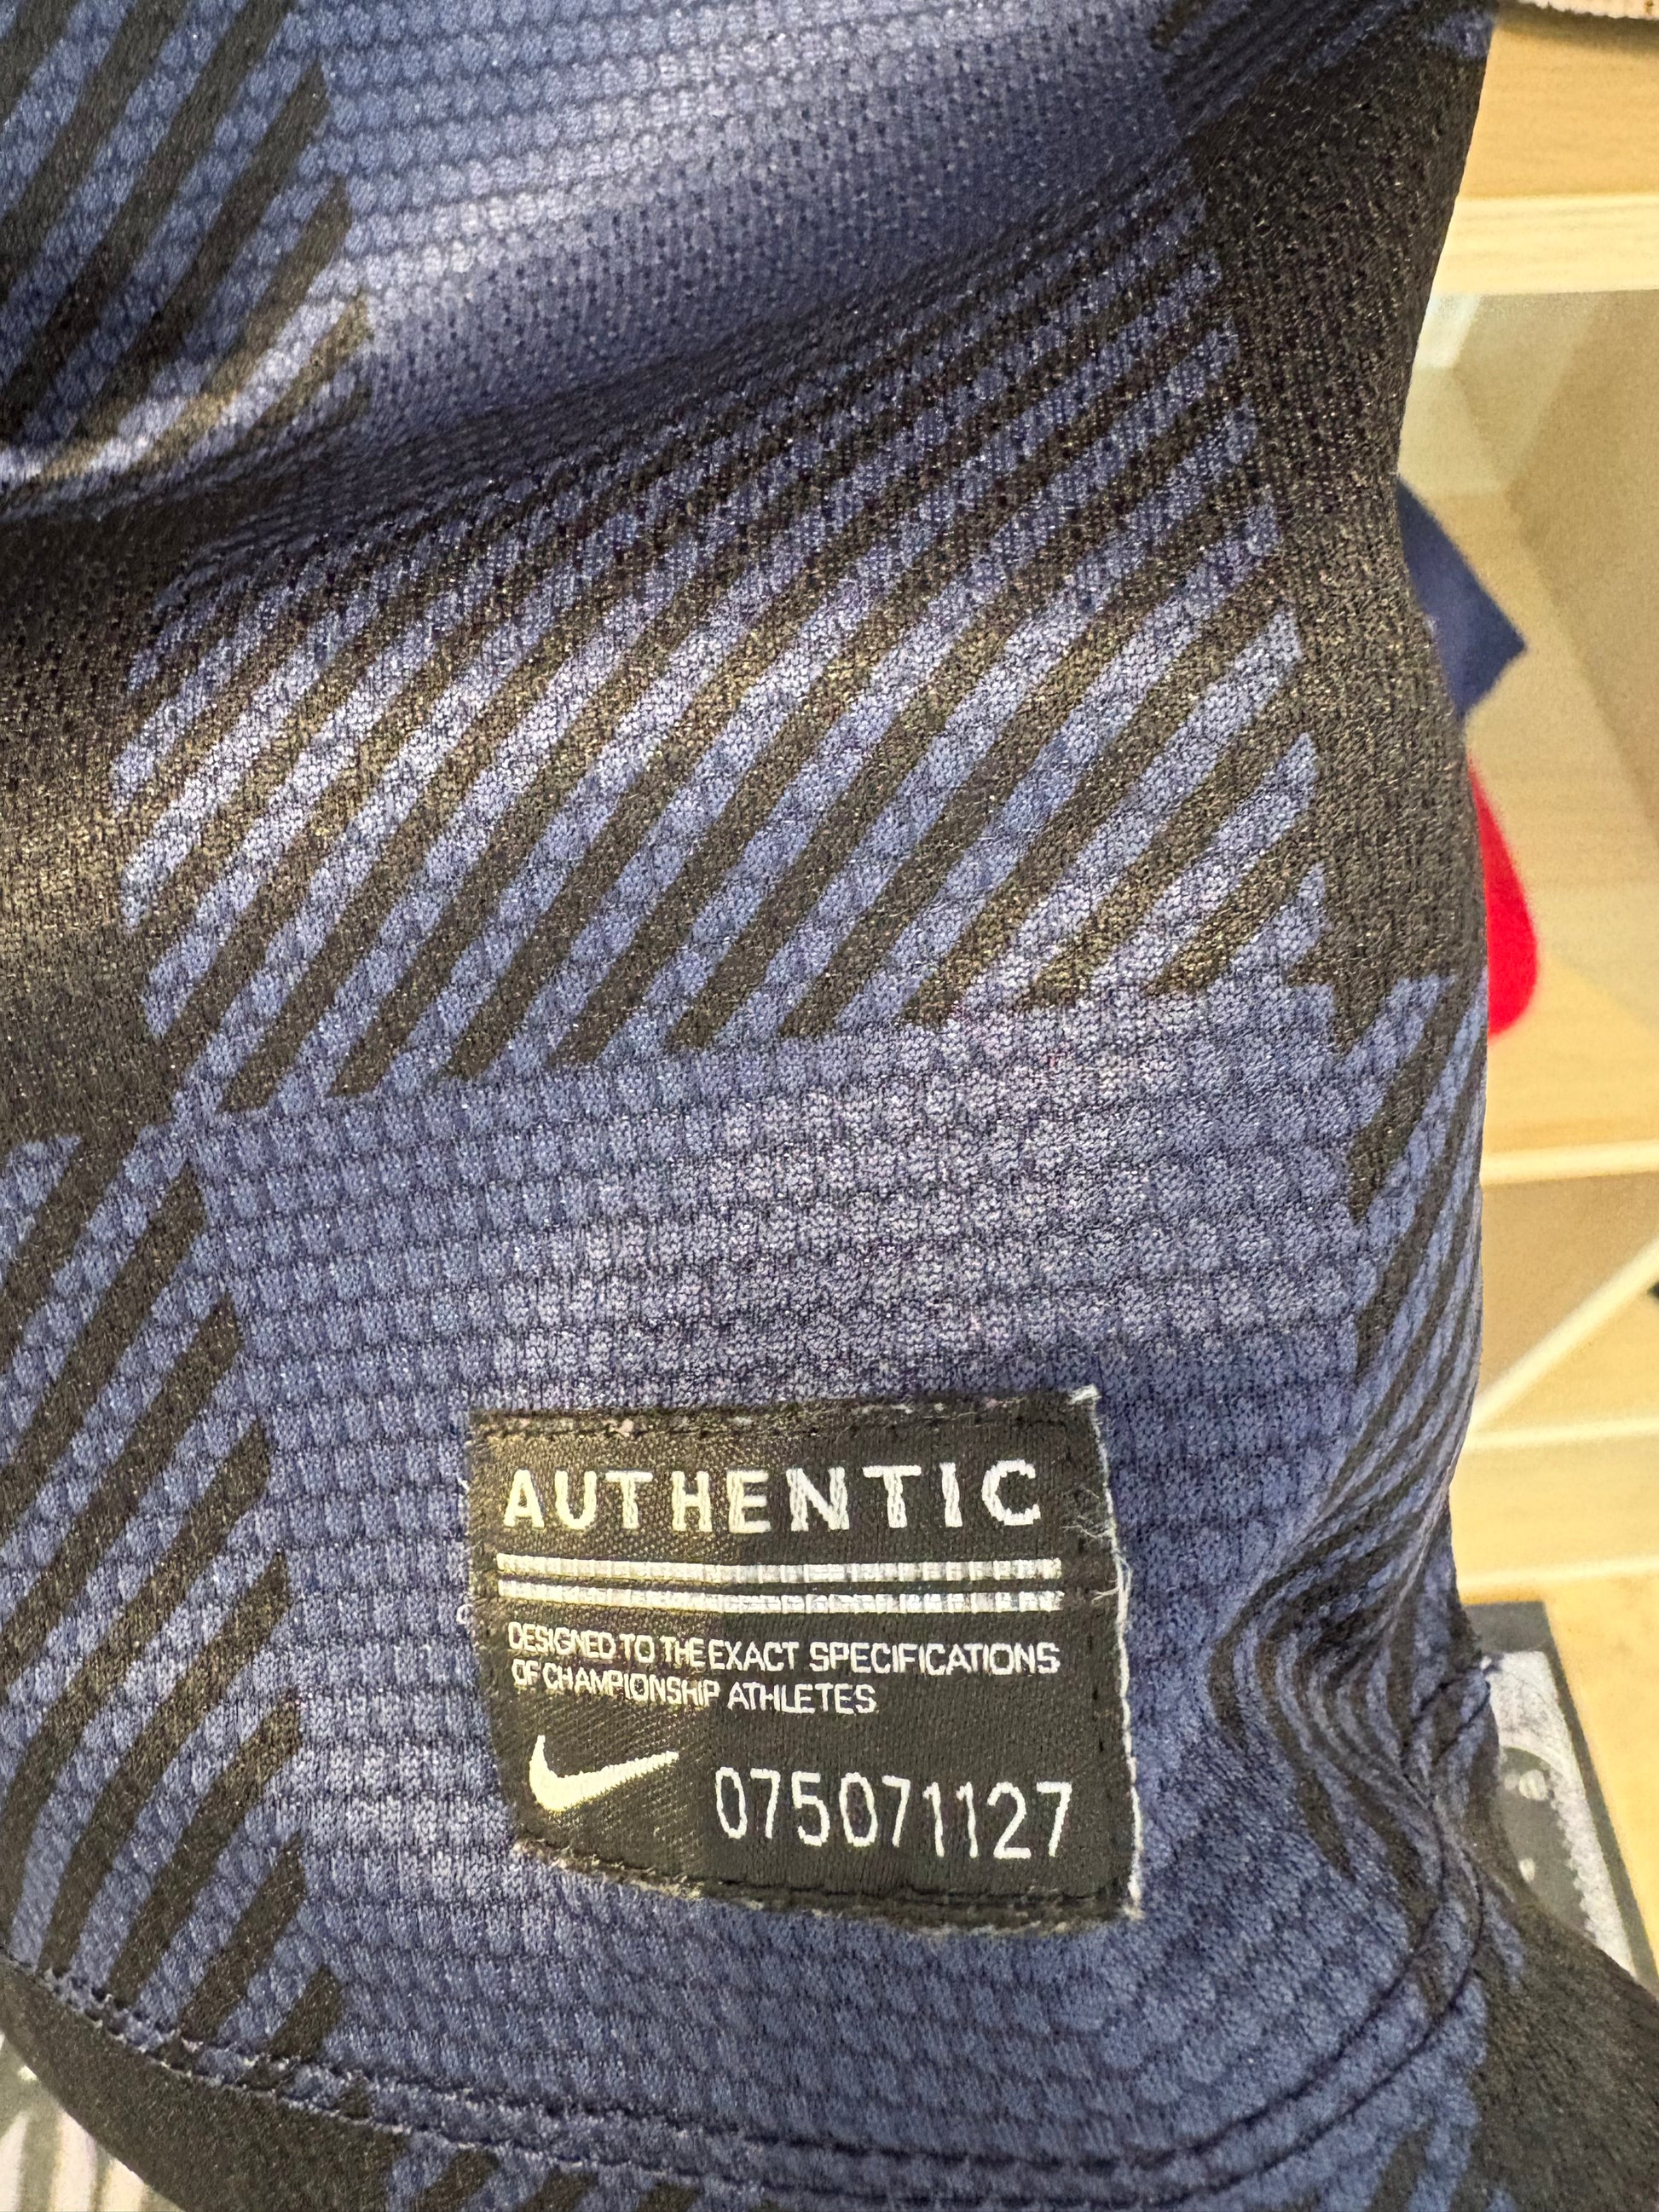 AUTHENTIC
DESIGNED TO THE EXACT SPECIFICATIONS
OF CHAMPIONSHIP ATHLETES
075071127